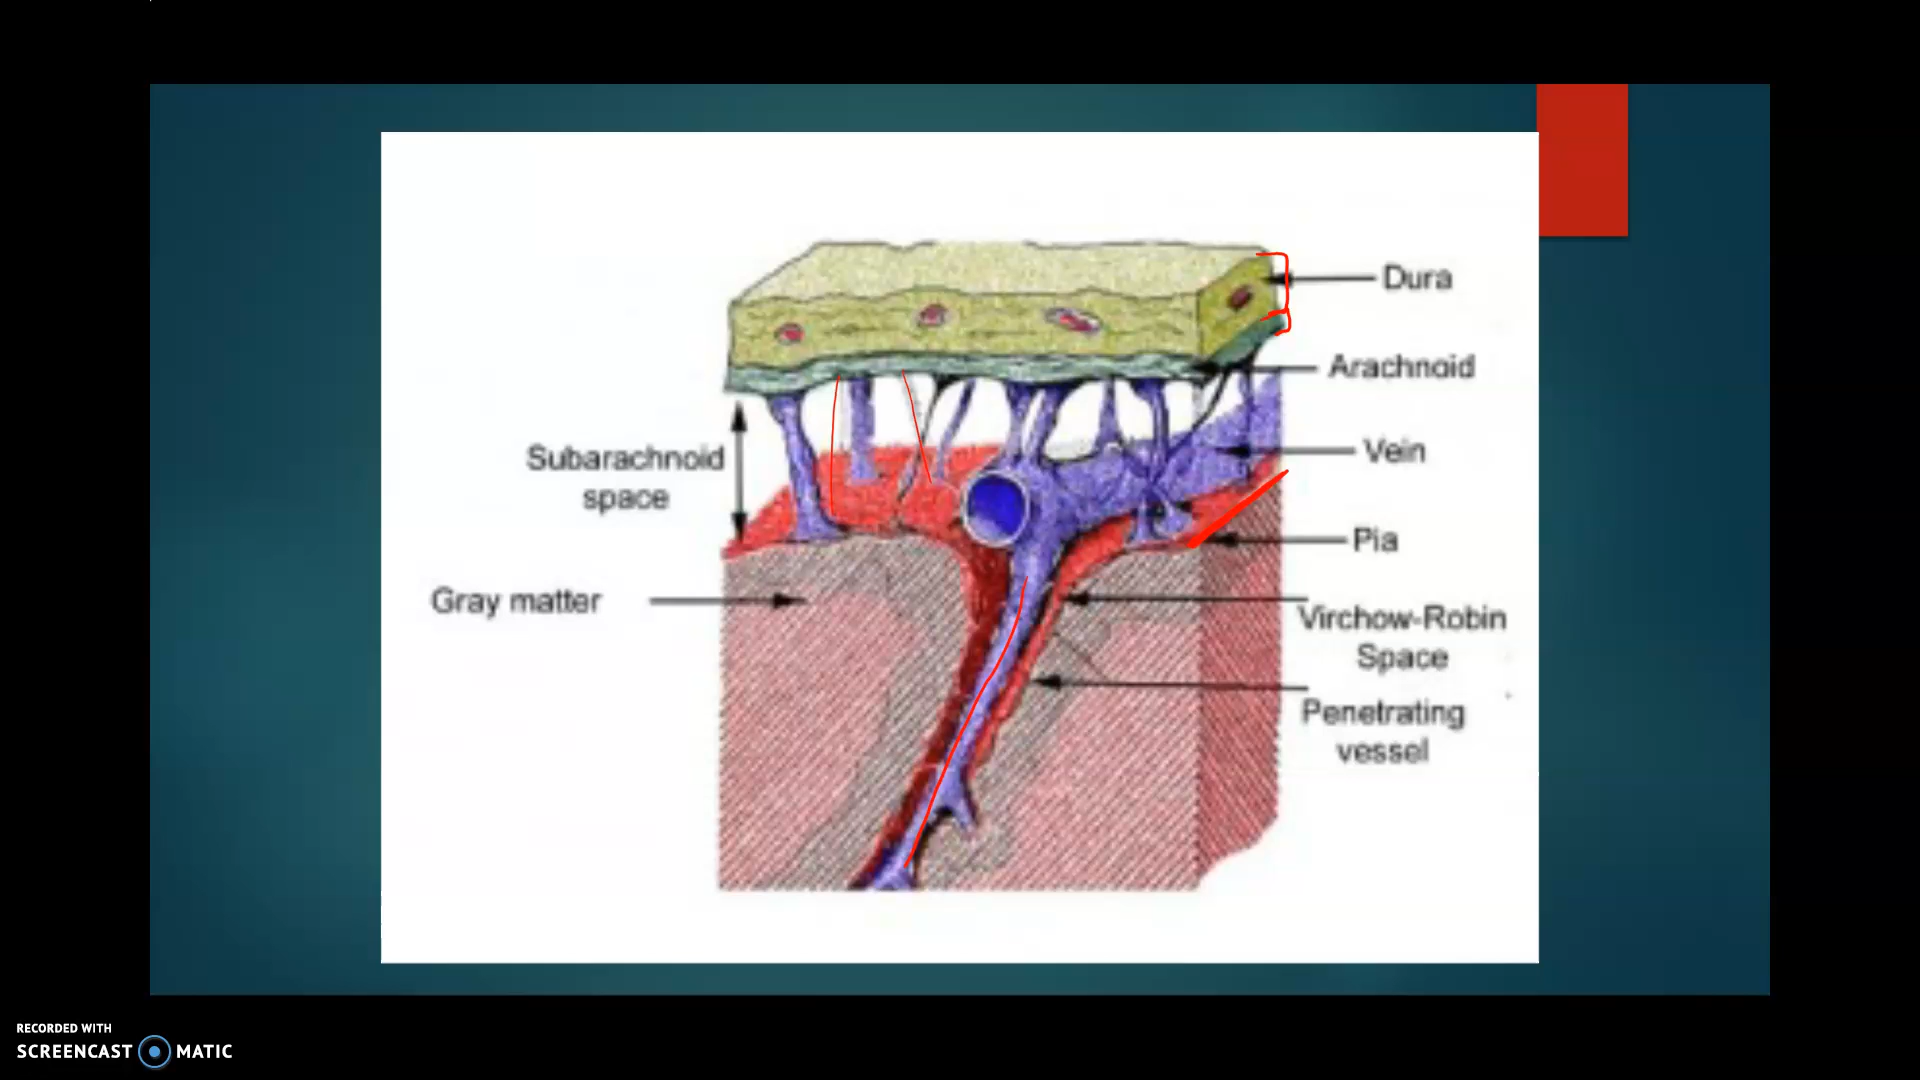 Dura
Arachnoid
Subarachnoid
space
Vein
Pia
Gray matter
Virchow-Robin
Space
Penetrating
vessel
RECORDED WITH
SCREENCAST MATIC